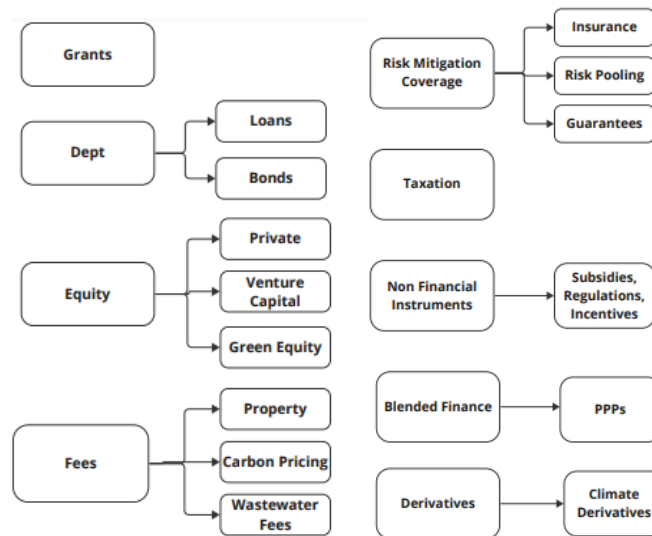 Grants
Dept
Loans
Bonds
Equity
Private
Venture
Capital
Green Equity
Fees
Property
Carbon Pricing
Wastewater
Fees
Risk Mitigation
Coverage
Insurance
Risk Pooling
Guarantees
Taxation
Non Financial
Instruments
Subsidies,
Regulations,
Incentives
Blended Finance
PPPs
Derivatives
Climate
Derivatives